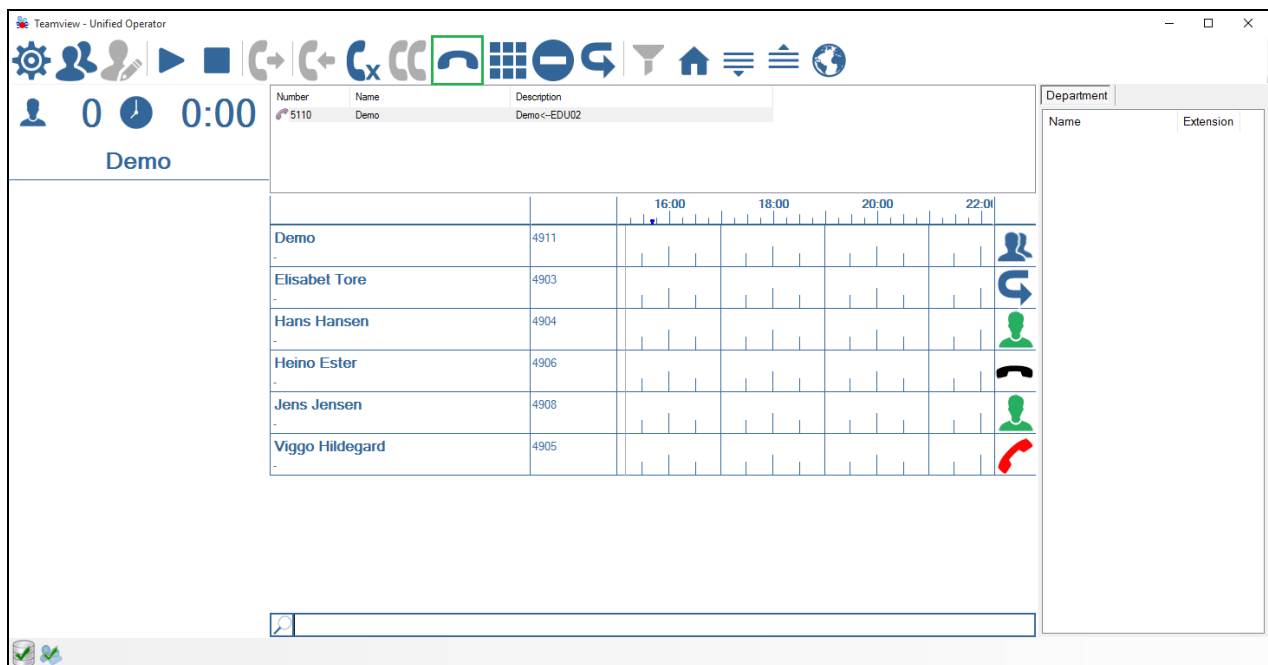 Teamview - Unified Operator
x
0 0:00
Demo
Number Name Description
5110 Demo Demo<--EDU02
Department
Name Extension
16:00 18:00 20:00 22:0
Demo 4911
-
Elisabet Tore 4903
-
Hans Hansen 4904
-
Heino Ester 4906
-
Jens Jensen 4908
-
Viggo Hildegard 4905
-